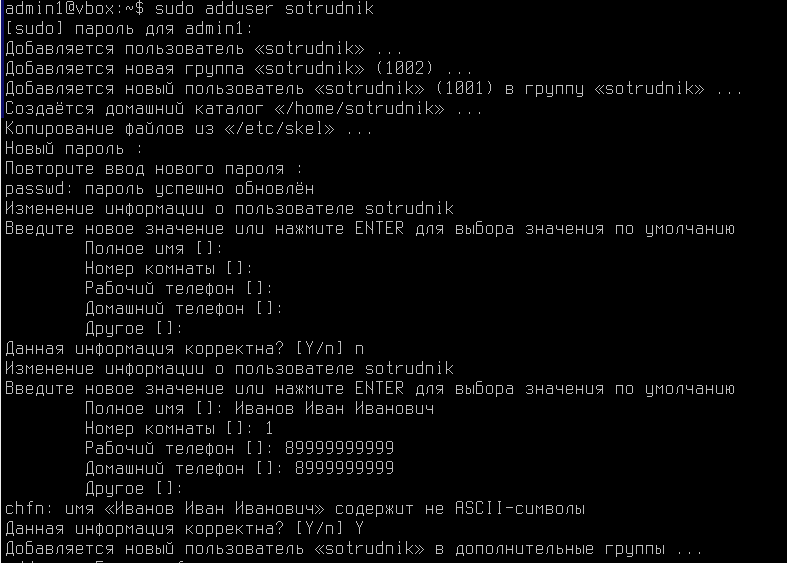 admin1@vbox:~$ sudo adduser sotrudnik
[sudo] пароль для admin1:
Добавляется пользователь «sotrudnik» ...
Добавляется новая группа «sotrudnik» (1002) ...
Добавляется новый пользователь «sotrudnik» (1001) в группу «sotrudnik» ...
Создаётся домашний каталог «/home/sotrudnik» ...
Копирование файлов из «/etc/skel» ...
Новый пароль :
Повторите ввод нового пароля :
passwd: пароль успешно обновлён
Изменение информации о пользователе sotrudnik
Введите новое значение или нажмите ENTER для выбора значения по умолчанию
Полное имя []:
Номер комнаты []:
Рабочий телефон []:
Домашний телефон []:
Другое []:
Данная информация корректна? [Y/n] n
Изменение информации о пользователе sotrudnik
Введите новое значение или нажмите ENTER для выбора значения по умолчанию
Полное имя []: Иванов Иван Иванович
Номер комнаты []: 1
Рабочий телефон []: 89999999999
Домашний телефон []: 8999999999
Другое []:
chfn: имя «Иванов Иван Иванович» содержит не ASCII-символы
Данная информация корректна? [Y/n] Y
Добавляется новый пользователь «sotrudnik» в дополнительные группы ...